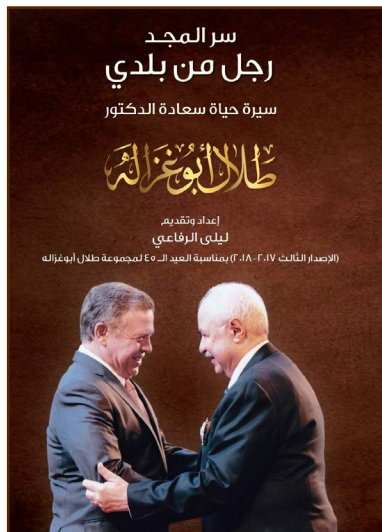 سر المجد
رجل من بلدي
سيرة حياة سعادة الدكتور
طلال أبوغزاله
إعداد وتقديم
ليلى الرفاعي
(الإصدار الثالث ٢٠١٧-٢٠١٨) بمناسبة العيد الـ ٤٥ لمجموعة طلال أبوغزاله